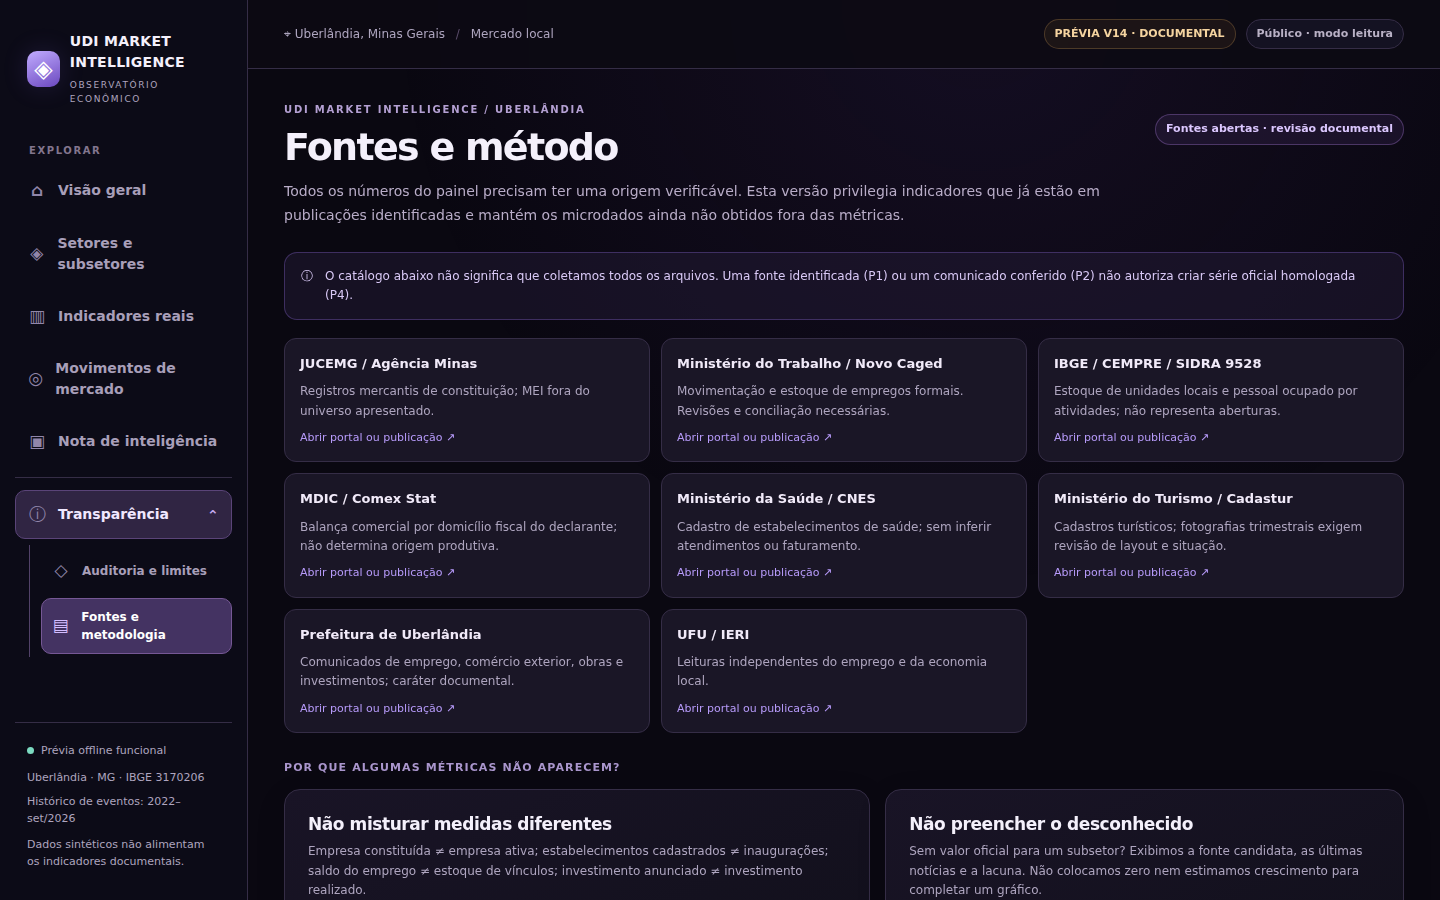 UDI MARKET
INTELLIGENCE
OBSERVATÓRIO
ECONÔMICO
EXPLORAR
Visão geral
Setores e
subsetores
Indicadores reais
Movimentos de
mercado
Nota de inteligência
Transparência
Auditoria e limites
Fontes e
metodologia
Prévia offline funcional
Uberlândia · MG · IBGE 3170206
Histórico de eventos: 2022–
set/2026
Dados sintéticos não alimentam
os indicadores documentais.
⌖ Uberlândia, Minas Gerais / Mercado local
PRÉVIA V14 · DOCUMENTAL
Público · modo leitura
UDI MARKET INTELLIGENCE / UBERLÂNDIA
Fontes e método
Fontes abertas · revisão documental
Todos os números do painel precisam ter uma origem verificável. Esta versão privilegia indicadores que já estão em
publicações identificadas e mantém os microdados ainda não obtidos fora das métricas.
ⓘ O catálogo abaixo não significa que coletamos todos os arquivos. Uma fonte identificada (P1) ou um comunicado conferido (P2) não autoriza criar série oficial homologada
(P4).
JUCEMG / Agência Minas
Registros mercantis de constituição; MEI fora do
universo apresentado.
Abrir portal ou publicação ↗
Ministério do Trabalho / Novo Caged
Movimentação e estoque de empregos formais.
Revisões e conciliação necessárias.
Abrir portal ou publicação ↗
IBGE / CEMPRE / SIDRA 9528
Estoque de unidades locais e pessoal ocupado por
atividades; não representa aberturas.
Abrir portal ou publicação ↗
MDIC / Comex Stat
Balança comercial por domicílio fiscal do declarante;
não determina origem produtiva.
Abrir portal ou publicação ↗
Ministério da Saúde / CNES
Cadastro de estabelecimentos de saúde; sem inferir
atendimentos ou faturamento.
Abrir portal ou publicação ↗
Ministério do Turismo / Cadastur
Cadastros turísticos; fotografias trimestrais exigem
revisão de layout e situação.
Abrir portal ou publicação ↗
Prefeitura de Uberlândia
Comunicados de emprego, comércio exterior, obras e
investimentos; caráter documental.
Abrir portal ou publicação ↗
UFU / IERI
Leituras independentes do emprego e da economia
local.
Abrir portal ou publicação ↗
POR QUE ALGUMAS MÉTRICAS NÃO APARECEM?
Não misturar medidas diferentes
Empresa constituída ≠ empresa ativa; estabelecimentos cadastrados ≠ inaugurações;
saldo do emprego ≠ estoque de vínculos; investimento anunciado ≠ investimento
realizado.
Não preencher o desconhecido
Sem valor oficial para um subsetor? Exibimos a fonte candidata, as últimas
notícias e a lacuna. Não colocamos zero nem estimamos crescimento para
completar um gráfico.